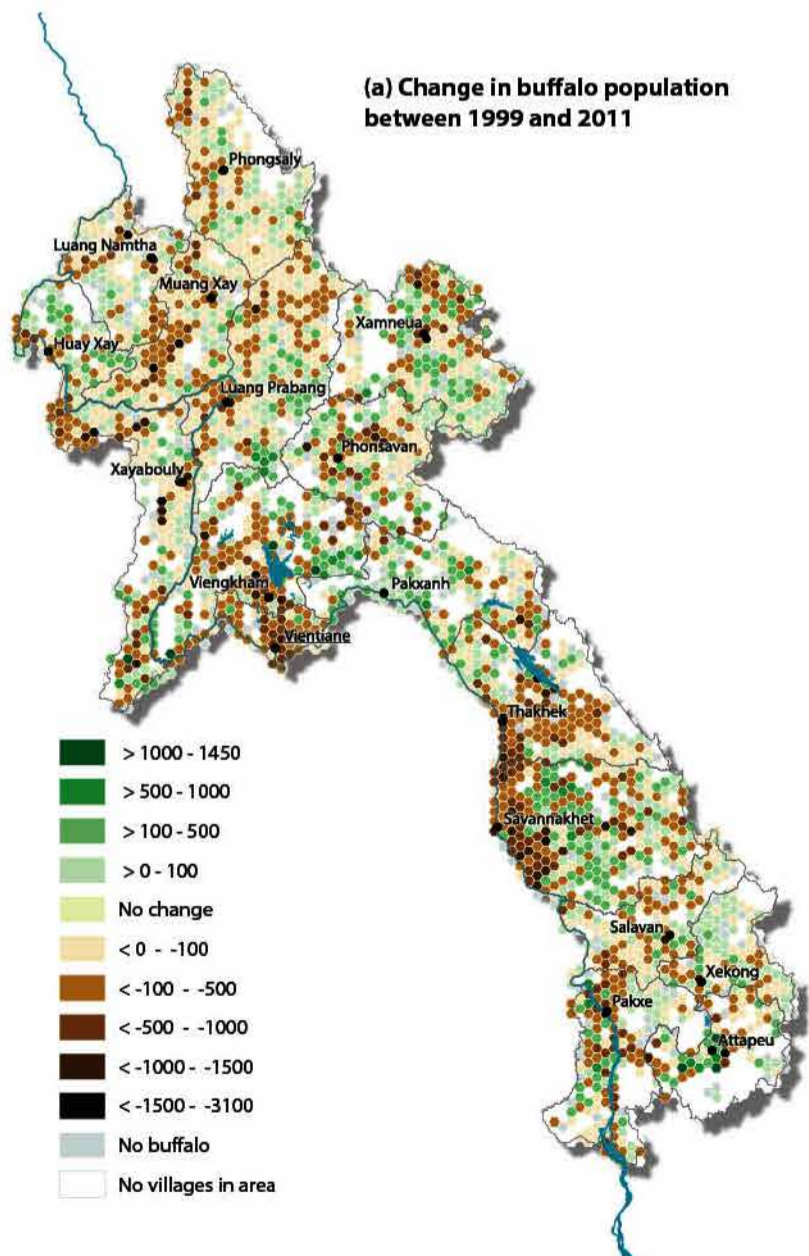 (a) Change in buffalo population
between 1999 and 2011
Phongsaly
Luang Namtha
Muang Xay
Xamneua
Huay Xay
Luang Prabang
Phonsavan
Xayabouly
Viengkham
Pakxanh
Vientiane
Thakhek
Savannakhet
Salavan
Xekong
Pakxe
Attapeu
> 1000 - 1450
> 500 - 1000
> 100 - 500
> 0 - 100
No change
< 0 - -100
< -100 - -500
< -500 - -1000
< -1000 - -1500
< -1500 - -3100
No buffalo
No villages in area